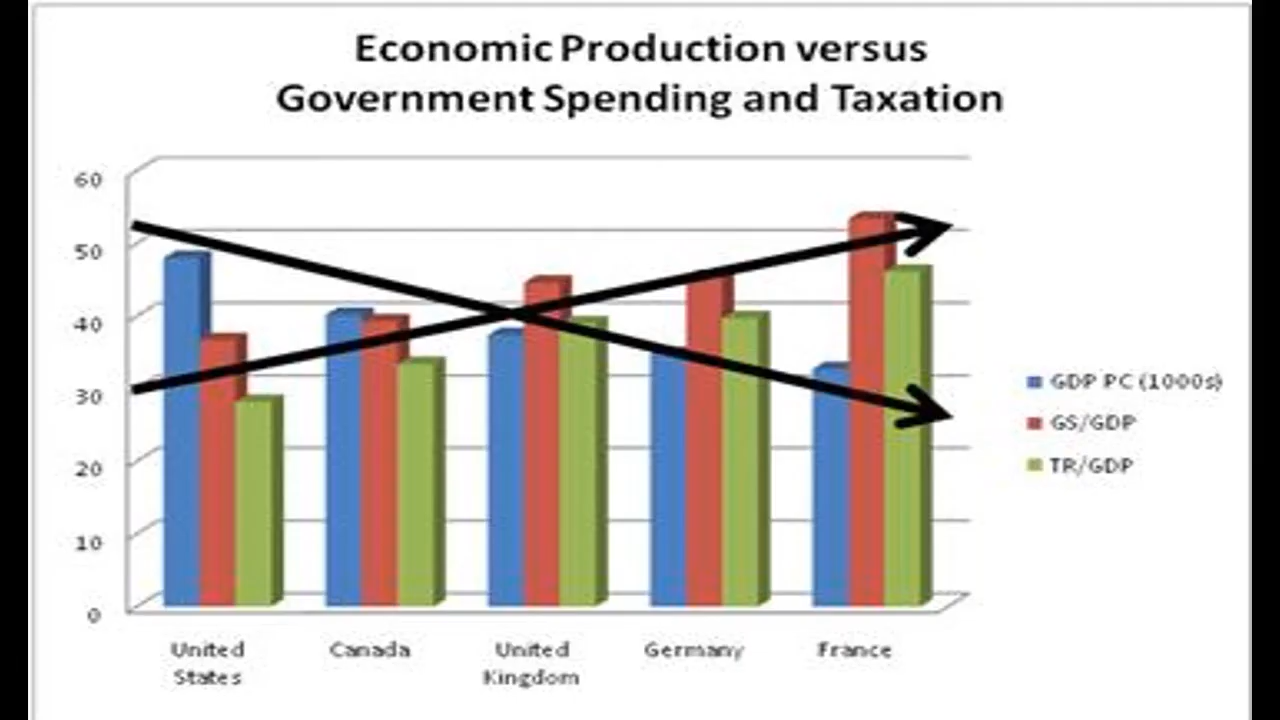 Economic Production versus
Government Spending and Taxation
60
50
40
30
20
10
0
United States
Canada
United Kingdom
Germany
France
GDP PC (1000s)
GS/GDP
TR/GDP